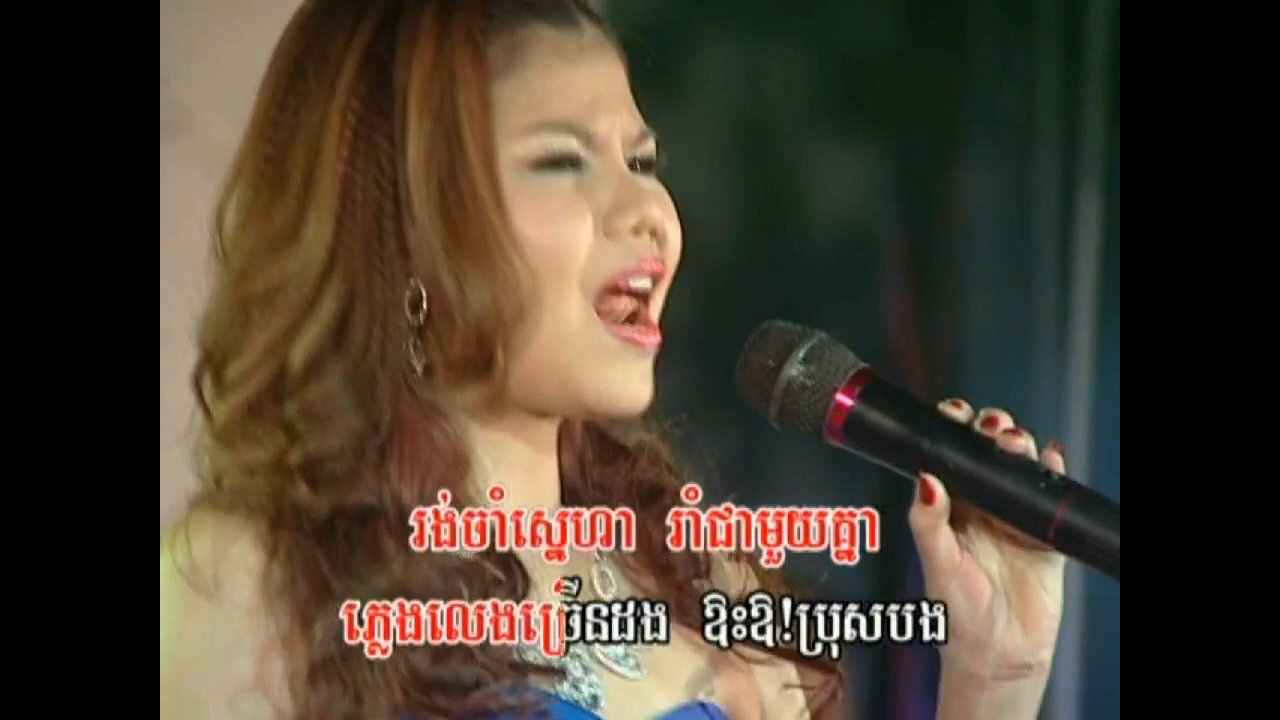 រង់ចាំស្នេហា រាំជាមួយគ្នា
ភ្លេងលេងច្រើនដង ឱះឱ!ប្រុសបង